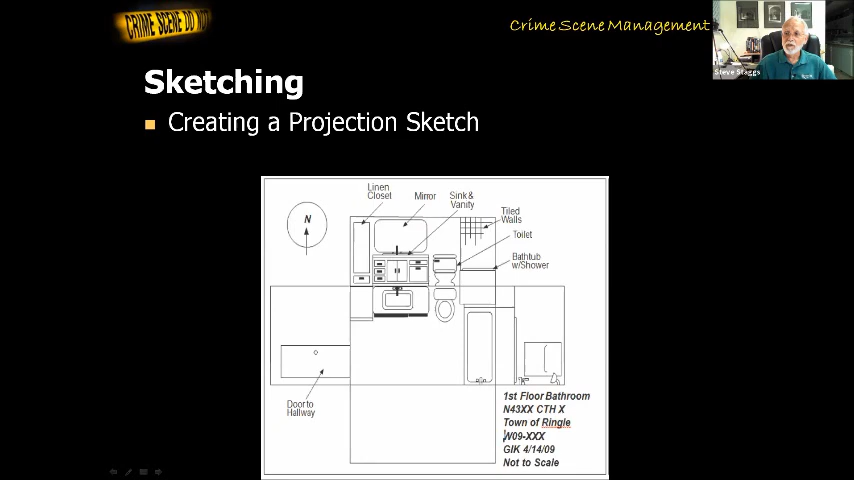 CRIME SCENE DO NOT
Crime Scene Management
Steve Staggs
Sketching
Creating a Projection Sketch
Linen
Closet
Mirror
Sink &
Vanity
Tiled
Walls
Toilet
Bathtub
w/Shower
N
Door to
Hallway
1st Floor Bathroom
N43XX CTH X
Town of Ringle
W09-XXX
GIK 4/14/09
Not to Scale